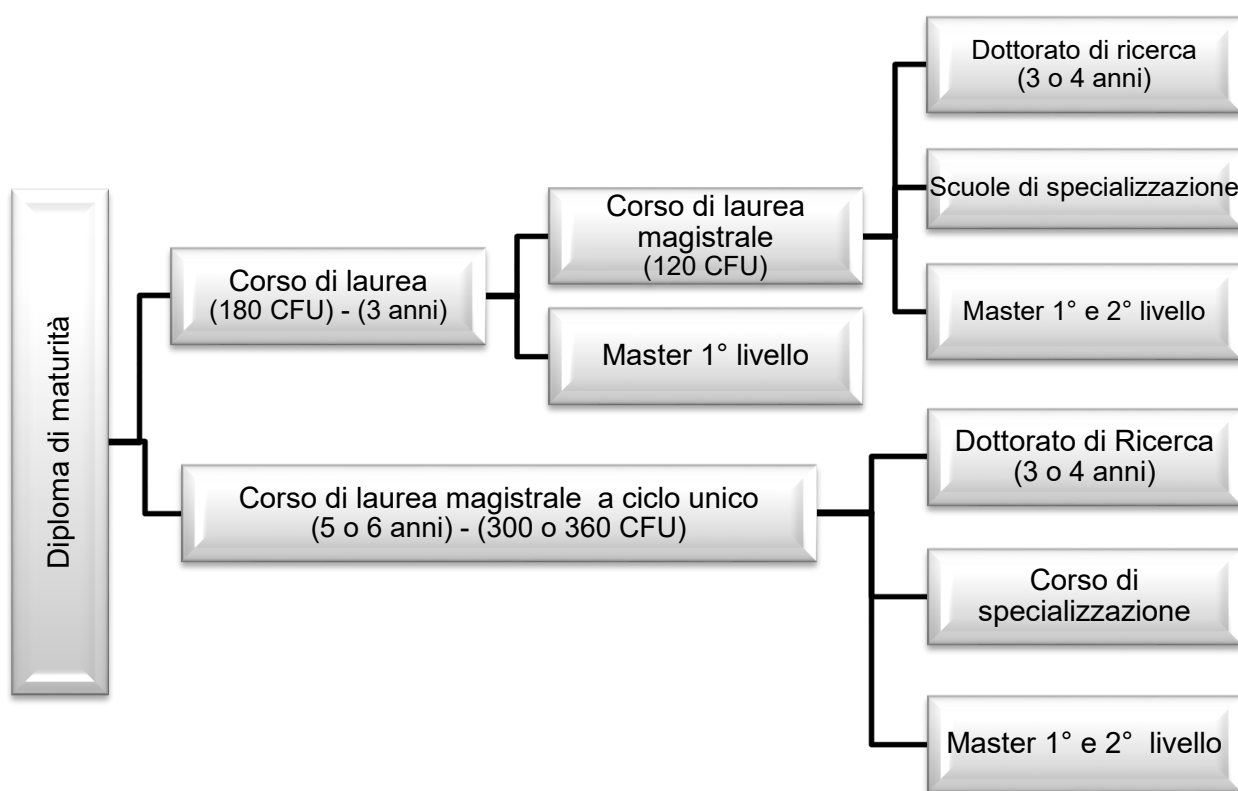 Diploma di maturità
Corso di laurea
(180 CFU) - (3 anni)
Corso di laurea
magistrale
(120 CFU)
Master 1° livello
Dottorato di ricerca
(3 o 4 anni)
Scuole di specializzazione
Master 1° e 2° livello
Corso di laurea magistrale a ciclo unico
(5 o 6 anni) - (300 o 360 CFU)
Dottorato di Ricerca
(3 o 4 anni)
Corso di
specializzazione
Master 1° e 2° livello